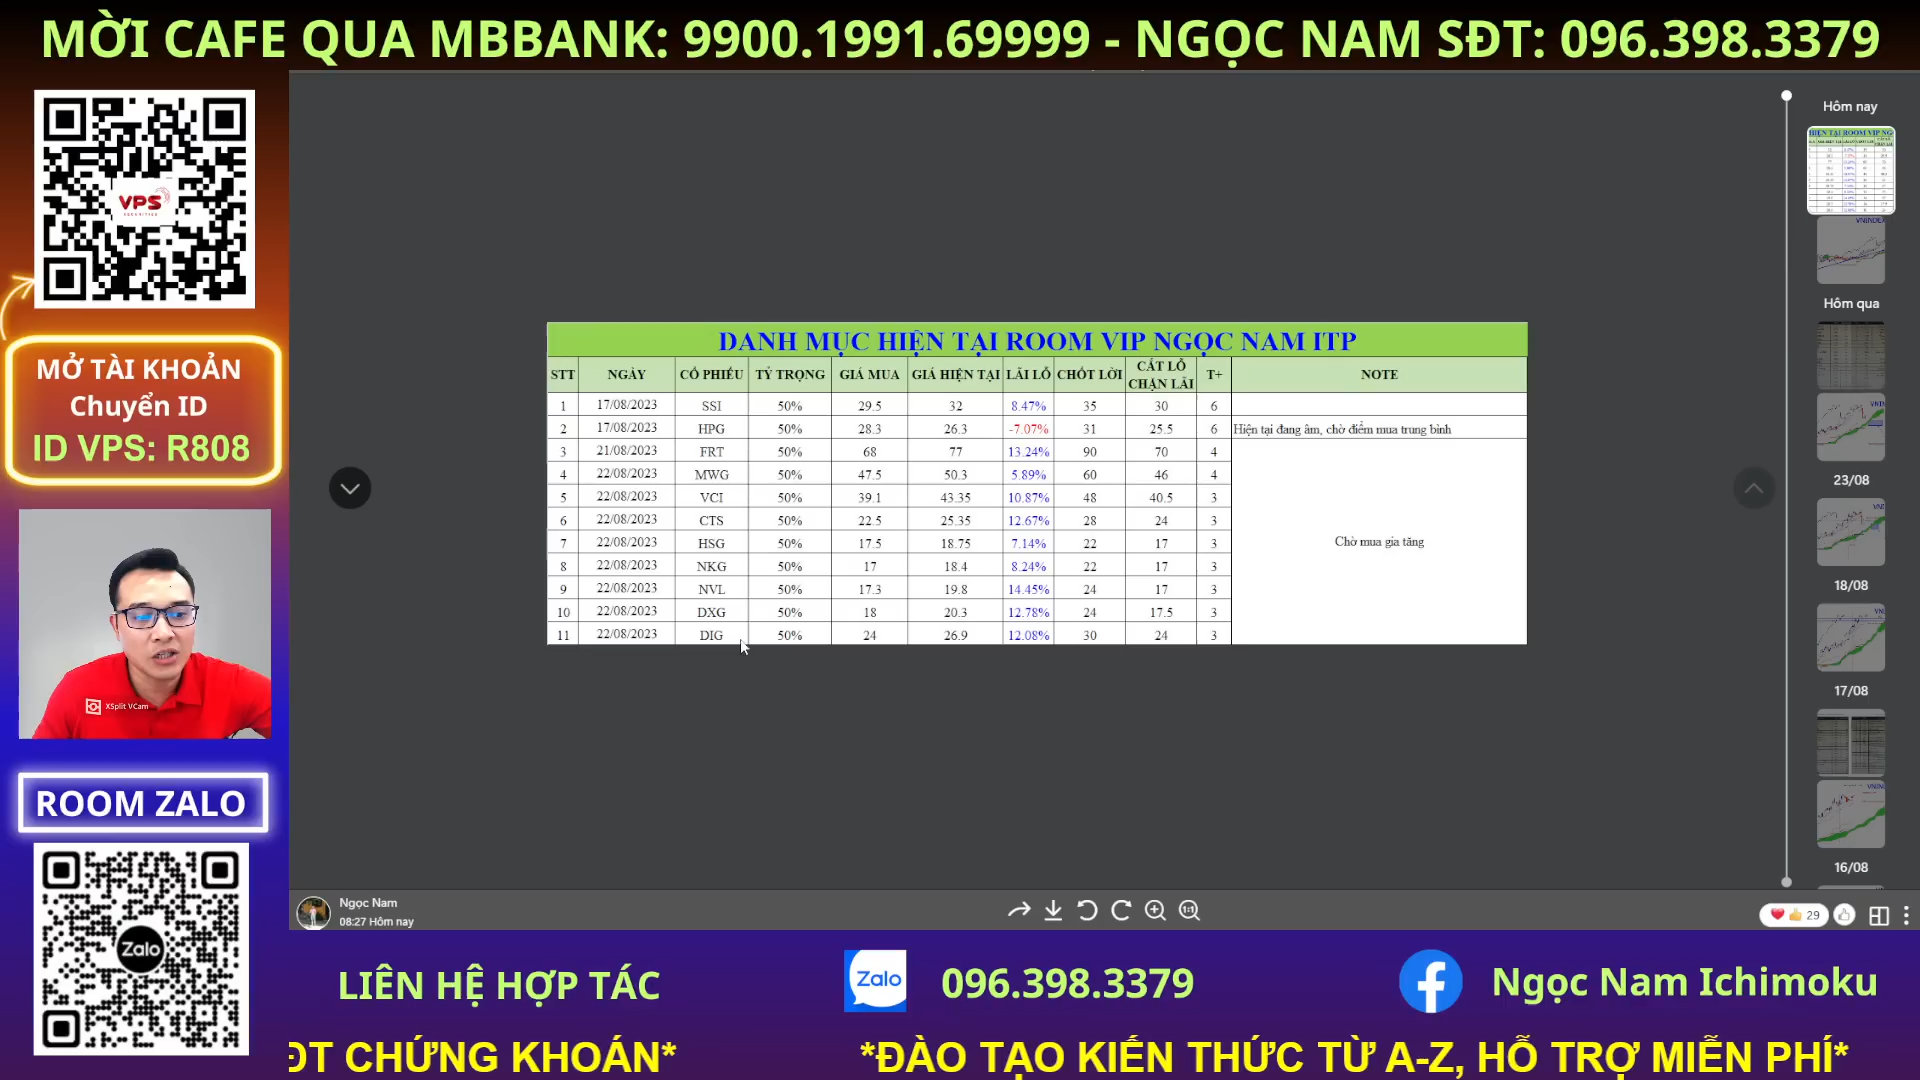 MỜI CAFE QUA MBBANK: 9900.1991.69999 - NGỌC NAM SĐT: 096.398.3379
VPS
SECURITIES
MỞ TÀI KHOẢN
Chuyển ID
ID VPS: R808
XSplit VCam
ROOM ZALO
Zalo
DANH MỤC HIỆN TẠI ROOM VIP NGỌC NAM ITP
STT NGÀY CỔ PHIẾU TỶ TRỌNG GIÁ MUA GIÁ HIỆN TẠI LÃI LỖ CHỐT LỜI CẮT LỖ CHẶN LÃI T+ NOTE
1 17/08/2023 SSI 50% 29.5 32 8.47% 35 30 6
2 17/08/2023 HPG 50% 28.3 26.3 -7.07% 31 25.5 6 Hiện tại đang âm, chờ điểm mua trung bình
3 21/08/2023 FRT 50% 68 77 13.24% 90 70 4
4 22/08/2023 MWG 50% 47.5 50.3 5.89% 60 46 4
5 22/08/2023 VCI 50% 39.1 43.35 10.87% 48 40.5 3
6 22/08/2023 CTS 50% 22.5 25.35 12.67% 28 24 3
7 22/08/2023 HSG 50% 17.5 18.75 7.14% 22 17 3 Chờ mua gia tăng
8 22/08/2023 NKG 50% 17 18.4 8.24% 22 17 3
9 22/08/2023 NVL 50% 17.3 19.8 14.45% 24 17 3
10 22/08/2023 DXG 50% 18 20.3 12.78% 24 17.5 3
11 22/08/2023 DIG 50% 24 26.9 12.08% 30 24 3
Hôm nay
Hôm qua
23/08
18/08
17/08
16/08
Ngọc Nam
08:27 Hôm nay
29
LIÊN HỆ HỢP TÁC
Zalo
096.398.3379
Ngọc Nam Ichimoku
ĐT CHỨNG KHOÁN*
*ĐÀO TẠO KIẾN THỨC TỪ A-Z, HỖ TRỢ MIỄN PHÍ*